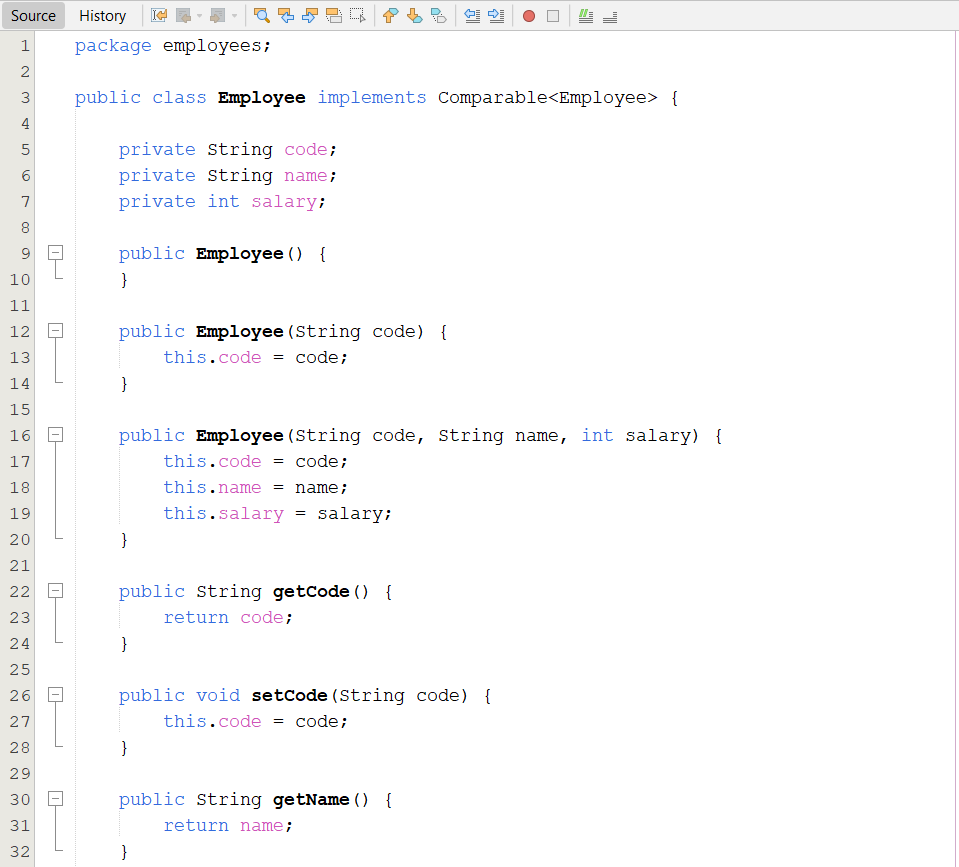 Source History
1 package employees;
2
3 public class Employee implements Comparable<Employee> {
4
5     private String code;
6     private String name;
7     private int salary;
8
9     public Employee() {
10     }
11
12     public Employee(String code) {
13         this.code = code;
14     }
15
16     public Employee(String code, String name, int salary) {
17         this.code = code;
18         this.name = name;
19         this.salary = salary;
20     }
21
22     public String getCode() {
23         return code;
24     }
25
26     public void setCode(String code) {
27         this.code = code;
28     }
29
30     public String getName() {
31         return name;
32     }